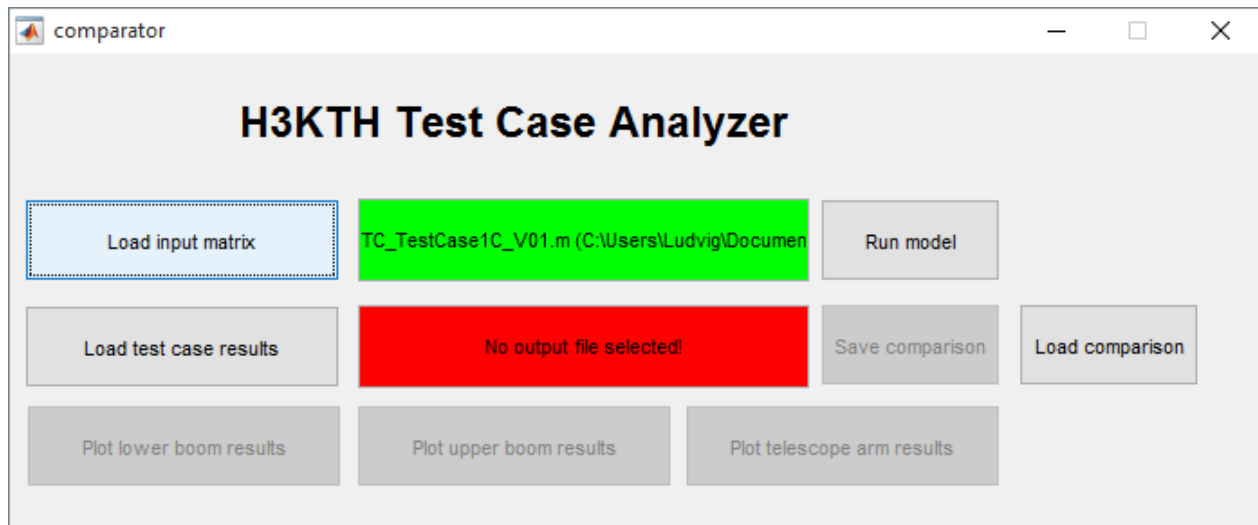 comparator
H3KTH Test Case Analyzer
Load input matrix
TC_TestCase1C_V01.m (C:\Users\Ludvig\Documen
Run model
Load test case results
No output file selected!
Save comparison
Load comparison
Plot lower boom results
Plot upper boom results
Plot telescope arm results